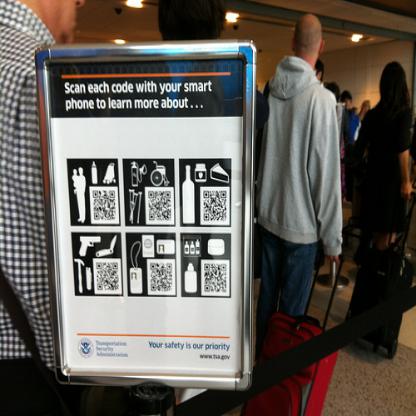 Scan each code with your smart
phone to learn more about...
Transportation
Security
Administration
Your safety is our priority
www.tsa.gov